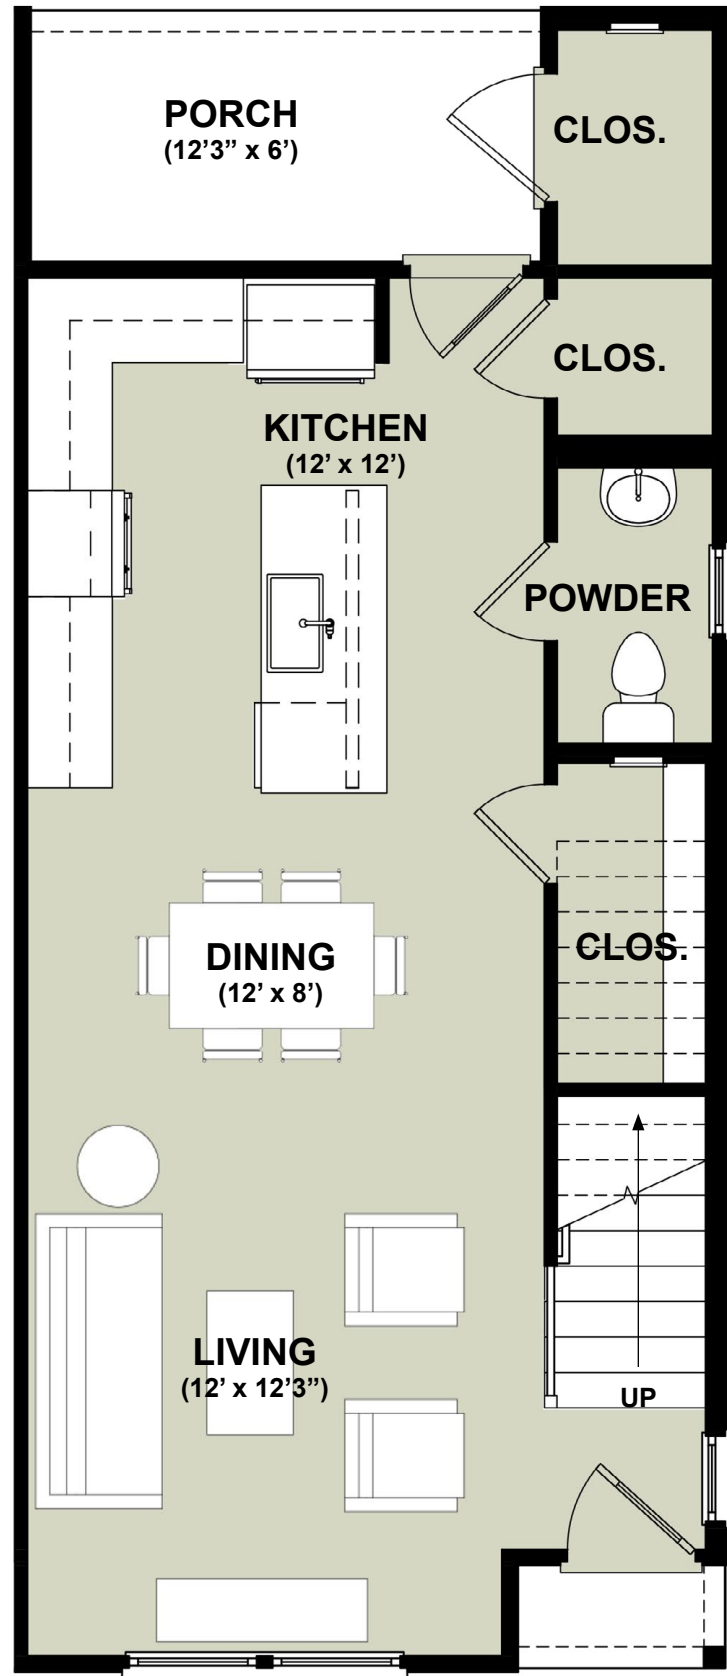 PORCH
(12’3” x 6’)
CLOS.
CLOS.
KITCHEN
(12’ x 12’)
POWDER
DINING
(12’ x 8’)
CLOS.
LIVING
(12’ x 12’3”)
UP